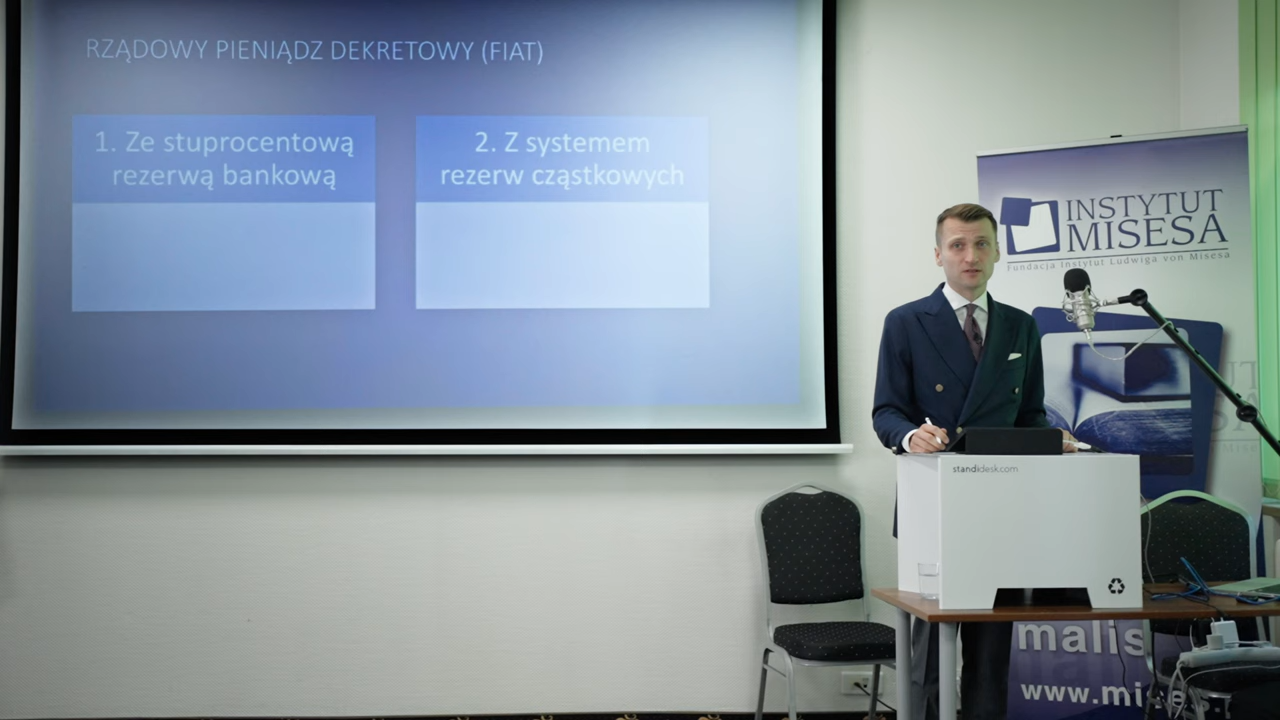 RZĄDOWY PIENIĄDZ DEKRETOWY (FIAT)
1. Ze stuprocentową
rezerwą bankową
2. Z systemem
rezerw cząstkowych
INSTYTUT
MISESA
Fundacja Instytut Ludwiga von Misesa
standidesk.com
malis
www.mises